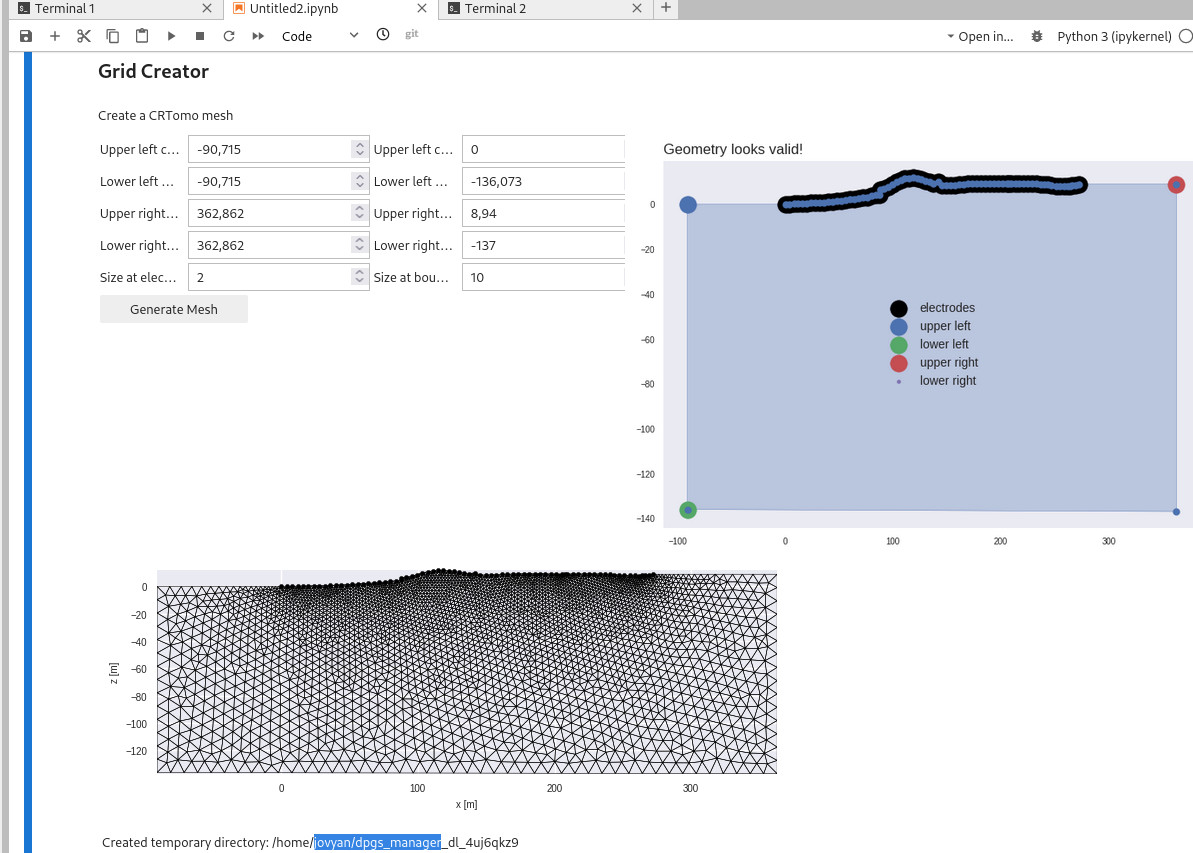 Terminal 1
Untitled2.ipynb
Terminal 2
Code
git
Open in...
Python 3 (ipykernel)
Grid Creator
Create a CRTomo mesh
Upper left c... -90,715 Upper left c... 0
Lower left ... -90,715 Lower left ... -136,073
Upper right... 362,862 Upper right... 8,94
Lower right... 362,862 Lower right... -137
Size at elec... 2 Size at bou... 10
Generate Mesh
Geometry looks valid!
0
−20
−40
−60
−80
−100
−120
−140
−100 0 100 200 300
electrodes
upper left
lower left
upper right
lower right
0
−20
−40
−60
−80
−100
−120
z [m]
0 100 200 300
x [m]
Created temporary directory: /home/jovyan/dpgs_manager_dl_4uj6qkz9